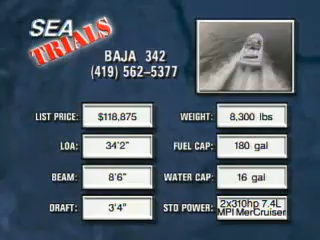 SEA
TRIALS
BAJA 342
(419) 562-5377
LIST PRICE: $118,875
WEIGHT: 8,300 lbs
LOA: 34'2"
FUEL CAP: 180 gal
BEAM: 8'6"
WATER CAP: 16 gal
DRAFT: 3'4"
STD POWER: 2x310hp 7.4L
MPI MerCruiser